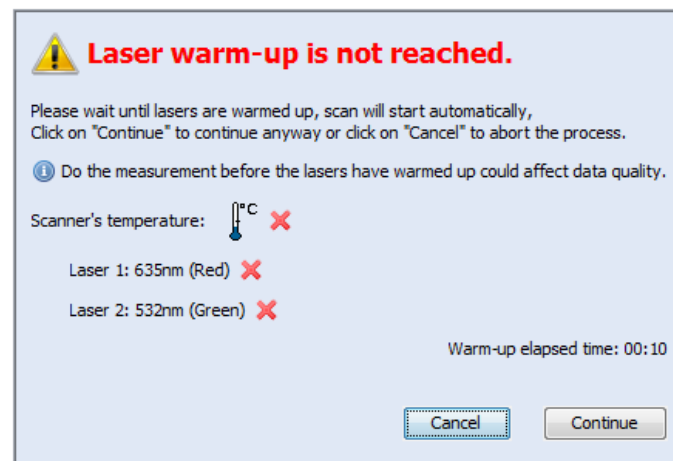 Laser warm-up is not reached.
Please wait until lasers are warmed up, scan will start automatically,
Click on "Continue" to continue anyway or click on "Cancel" to abort the process.
Do the measurement before the lasers have warmed up could affect data quality.
Scanner's temperature: °C
Laser 1: 635nm (Red)
Laser 2: 532nm (Green)
Warm-up elapsed time: 00:10
Cancel Continue